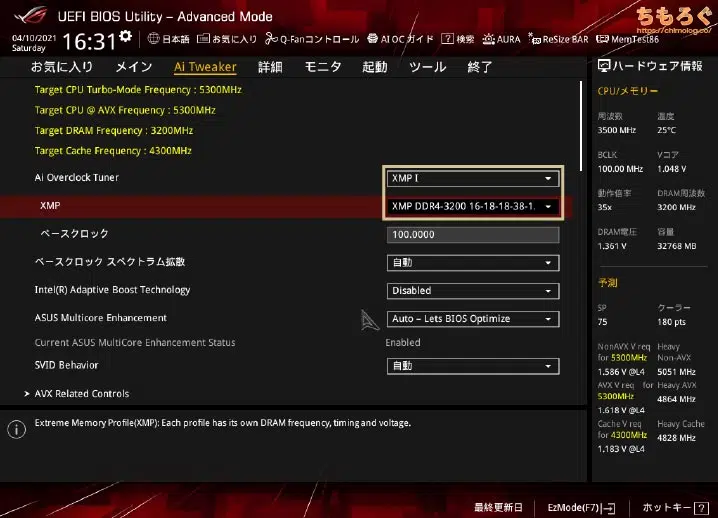 UEFI BIOS Utility – Advanced Mode
ちもろぐ
https://chimolog.co/
04/10/2021
Saturday
16:31
日本語
お気に入り
Q-Fanコントロール
AI OC ガイド
? 検索
AURA
ReSize BAR
MemTest86
お気に入り
メイン
Ai Tweaker
詳細
モニタ
起動
ツール
終了
ハードウェア情報
Target CPU Turbo-Mode Frequency : 5300MHz
Target CPU @ AVX Frequency : 5300MHz
Target DRAM Frequency : 3200MHz
Target Cache Frequency : 4300MHz
Ai Overclock Tuner XMP I
XMP XMP DDR4-3200 16-18-18-38-1.
ベースクロック 100.0000
ベースクロック スペクトラム拡散 自動
Intel(R) Adaptive Boost Technology Disabled
ASUS Multicore Enhancement Auto – Lets BIOS Optimize
Current ASUS MultiCore Enhancement Status Enabled
SVID Behavior 自動
> AVX Related Controls
Extreme Memory Profile(XMP): Each profile has its own DRAM frequency, timing and voltage.
CPU/メモリー
周波数 温度
3500 MHz 25°C
BCLK Vコア
100.00 MHz 1.048 V
動作倍率 DRAM周波数
35x 3200 MHz
DRAM電圧 容量
1.361 V 32768 MB
予測
SP クーラー
75 180 pts
NonAVX V req Heavy
for 5300MHz Non-AVX
1.586 V @L4 5051 MHz
AVX V req for Heavy AVX
5300MHz 4864 MHz
1.618 V @L4
Cache V req Heavy Cache
for 4300MHz 4828 MHz
1.183 V @L4
最終更新日
EzMode(F7)
ホットキー ?